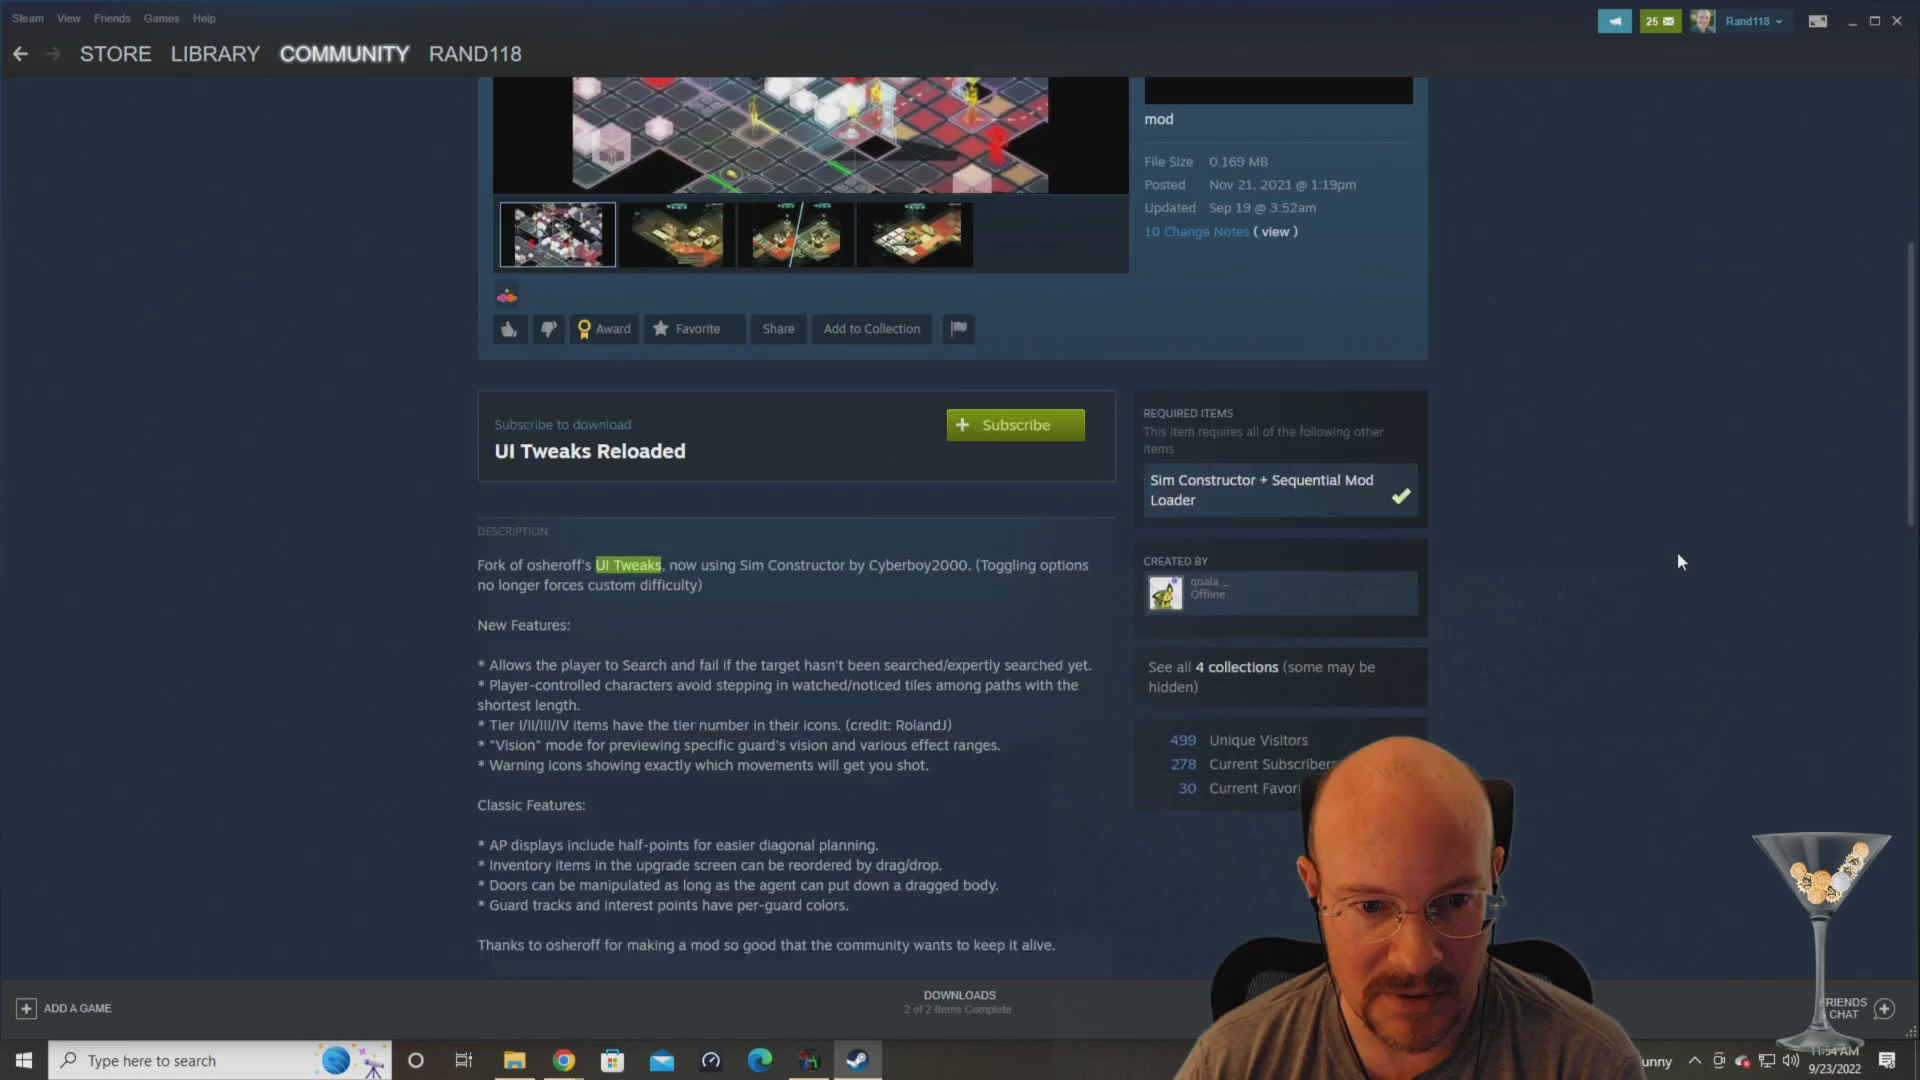 Steam View Friends Games Help
25 Rand118
STORE LIBRARY COMMUNITY RAND118
mod
File Size 0.169 MB
Posted Nov 21, 2021 @ 1:19pm
Updated Sep 19 @ 3:52am
10 Change Notes ( view )
Award Favorite Share Add to Collection
Subscribe to download
UI Tweaks Reloaded
+ Subscribe
REQUIRED ITEMS
This item requires all of the following other
items
Sim Constructor + Sequential Mod
Loader
DESCRIPTION
Fork of osheroff's UI Tweaks, now using Sim Constructor by Cyberboy2000. (Toggling options
no longer forces custom difficulty)
New Features:
* Allows the player to Search and fail if the target hasn't been searched/expertly searched yet.
* Player-controlled characters avoid stepping in watched/noticed tiles among paths with the
shortest length.
* Tier I/II/III/IV items have the tier number in their icons. (credit: RolandJ)
* "Vision" mode for previewing specific guard's vision and various effect ranges.
* Warning icons showing exactly which movements will get you shot.
Classic Features:
* AP displays include half-points for easier diagonal planning.
* Inventory items in the upgrade screen can be reordered by drag/drop.
* Doors can be manipulated as long as the agent can put down a dragged body.
* Guard tracks and interest points have per-guard colors.
Thanks to osheroff for making a mod so good that the community wants to keep it alive.
CREATED BY
qoala _
Offline
See all 4 collections (some may be
hidden)
499 Unique Visitors
278 Current Subscribers
30 Current Favori
ADD A GAME
DOWNLOADS
2 of 2 Items Complete
FRIENDS
& CHAT
Type here to search
unny
11:54 AM
9/23/2022